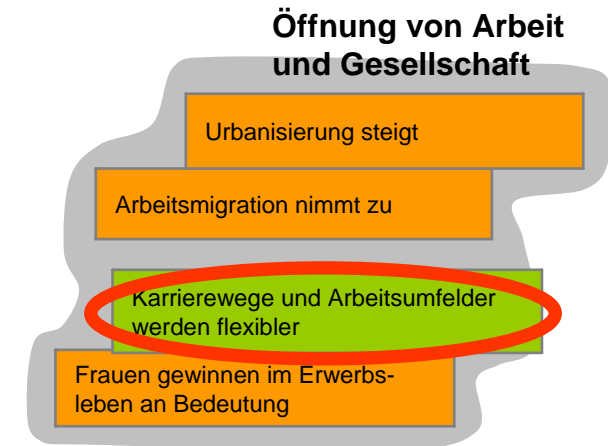 Öffnung von Arbeit
und Gesellschaft
Urbanisierung steigt
Arbeitsmigration nimmt zu
Karrierewege und Arbeitsumfelder
werden flexibler
Frauen gewinnen im Erwerbs-
leben an Bedeutung